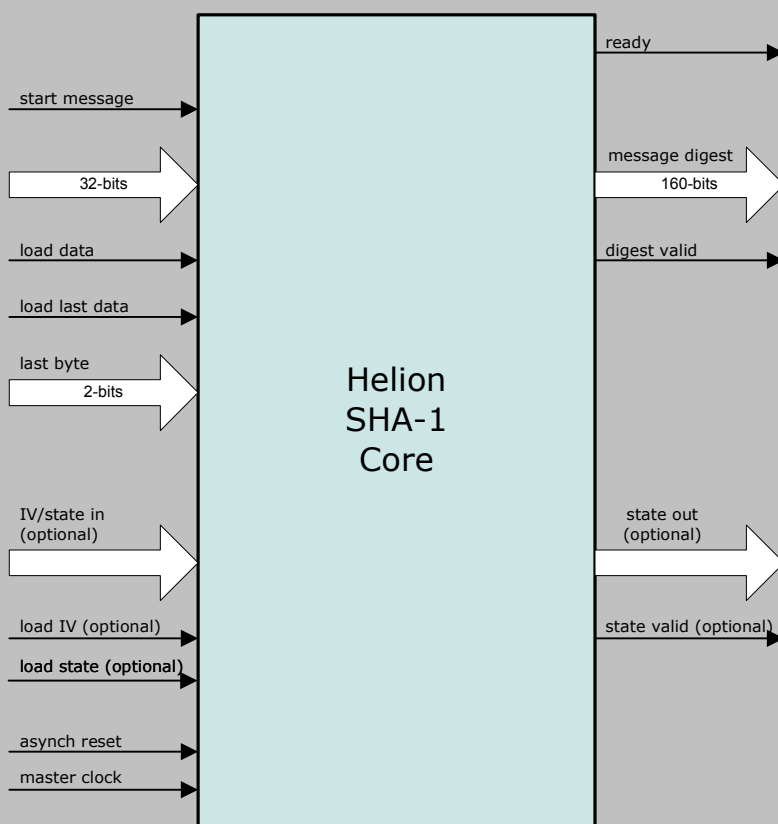 ready
start message
message digest
32-bits
160-bits
load data
digest valid
load last data
last byte
2-bits
Helion
SHA-1
Core
IV/state in
(optional)
state out
(optional)
load IV (optional)
state valid (optional)
load state (optional)
asynch reset
master clock